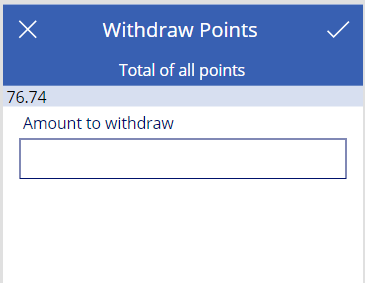 Withdraw Points
Total of all points
76.74
Amount to withdraw